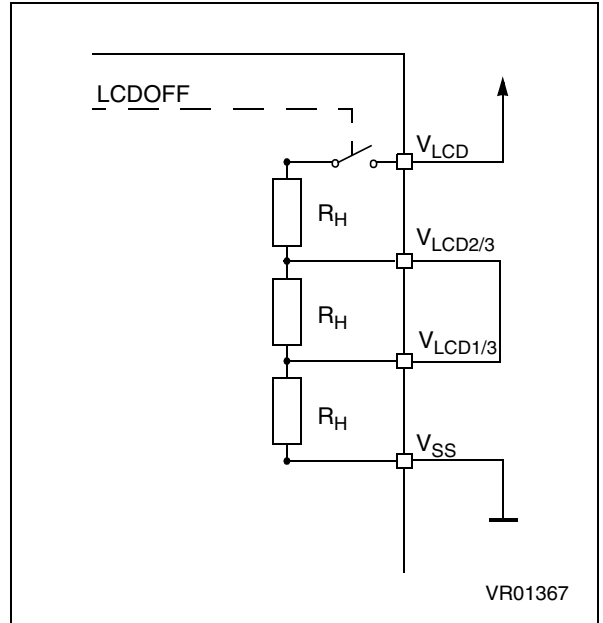 LCDOFF
VLCD
RH
VLCD2/3
RH
VLCD1/3
RH
VSS
VR01367